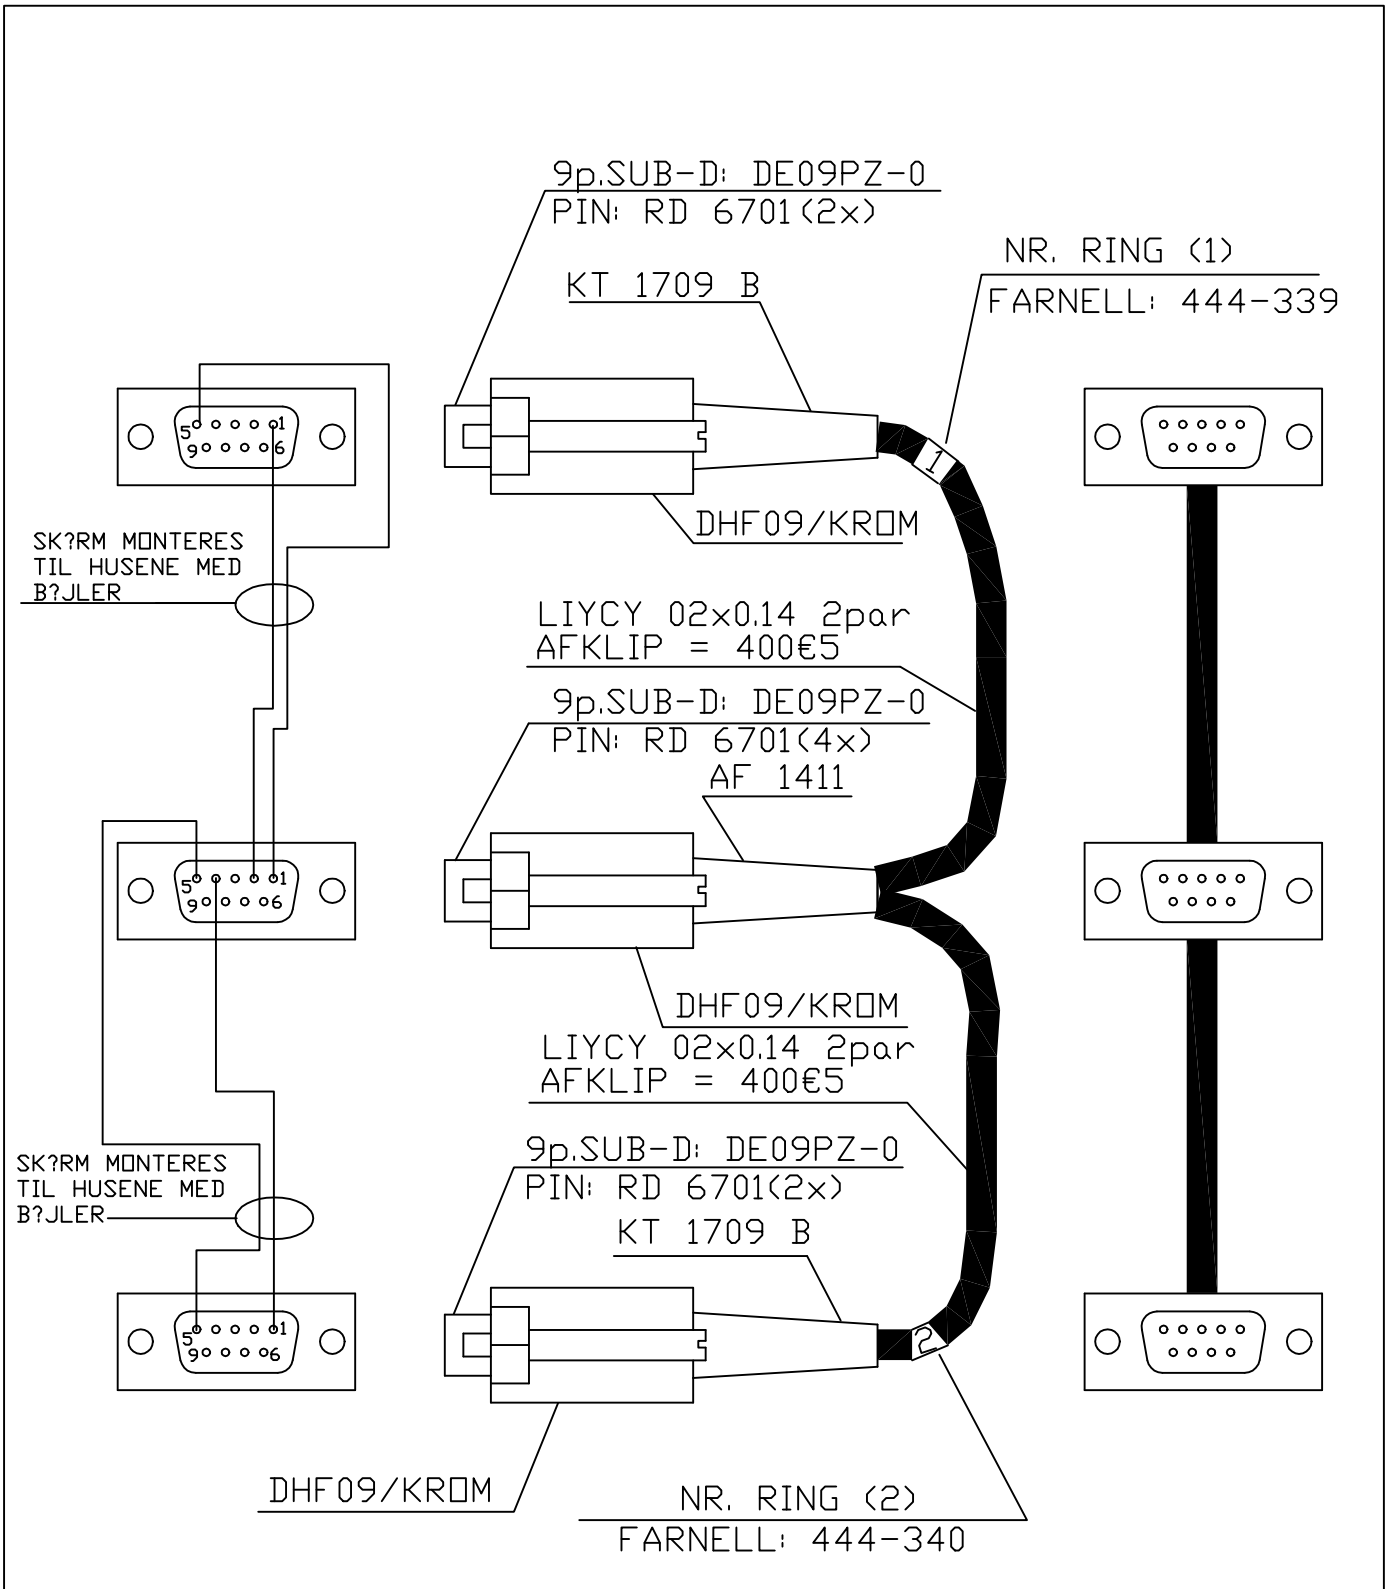 9p.SUB-D: DE09PZ-0
PIN: RD 6701(2x)
NR. RING (1)
FARNELL: 444-339
KT 1709 B
5 1
9 6
1
DHF09/KROM
SK?RM MONTERES
TIL HUSENE MED
B?JLER
LIYCY 02x0.14 2par
AFKLIP = 400€5
9p.SUB-D: DE09PZ-0
PIN: RD 6701(4x)
AF 1411
5 1
9 6
DHF09/KROM
LIYCY 02x0.14 2par
AFKLIP = 400€5
9p.SUB-D: DE09PZ-0
PIN: RD 6701(2x)
SK?RM MONTERES
TIL HUSENE MED
B?JLER
KT 1709 B
5 1
9 6
2
DHF09/KROM
NR. RING (2)
FARNELL: 444-340